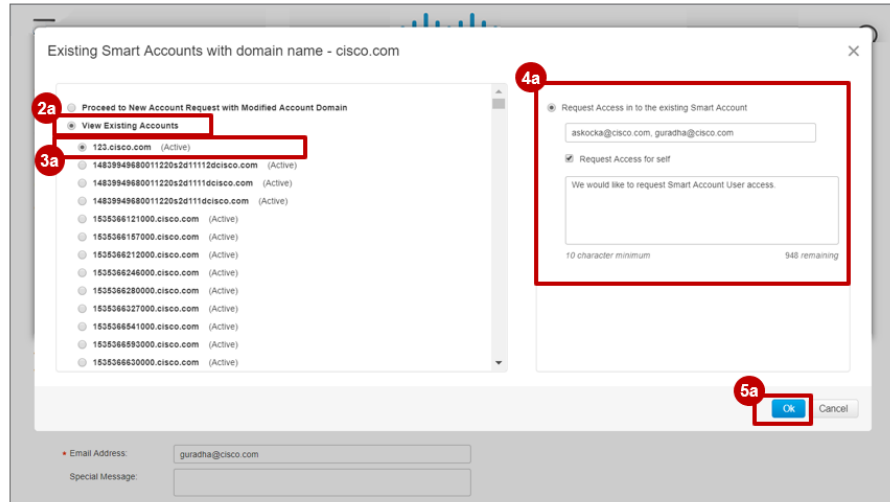 Existing Smart Accounts with domain name - cisco.com
2a
Proceed to New Account Request with Modified Account Domain
View Existing Accounts
3a
123.cisco.com (Active)
14839949680011220s2d11112dcisco.com (Active)
14839949680011220s2d1111dcisco.com (Active)
14839949680011220s2d111dcisco.com (Active)
1535366121000.cisco.com (Active)
1535366157000.cisco.com (Active)
1535366212000.cisco.com (Active)
1535366246000.cisco.com (Active)
1535366280000.cisco.com (Active)
1535366327000.cisco.com (Active)
1535366541000.cisco.com (Active)
1535366593000.cisco.com (Active)
1535366630000.cisco.com (Active)
4a
Request Access in to the existing Smart Account
askocka@cisco.com, guradha@cisco.com
Request Access for self
We would like to request Smart Account User access.
10 character minimum 948 remaining
5a
Ok Cancel
* Email Address: guradha@cisco.com
Special Message: